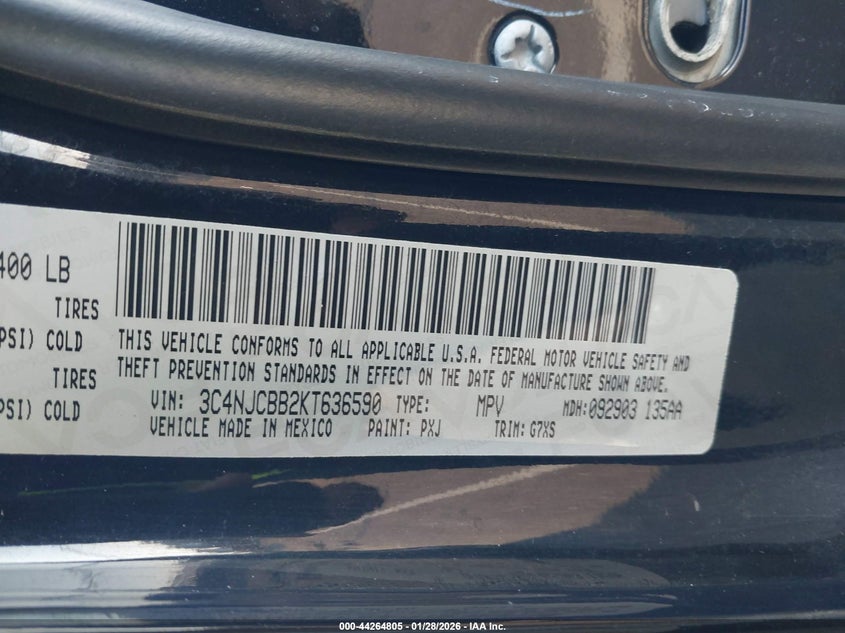 400 LB
TIRES
PSI) COLD
TIRES
PSI) COLD
THIS VEHICLE CONFORMS TO ALL APPLICABLE U.S.A. FEDERAL MOTOR VEHICLE SAFETY AND
THEFT PREVENTION STANDARDS IN EFFECT ON THE DATE OF MANUFACTURE SHOWN ABOVE.
VIN: 3C4NJCBB2KT636590 TYPE: MPV MDH:092903 135AA
VEHICLE MADE IN MEXICO PAINT: PXJ TRIM: G7XS
000-44264805 - 01/28/2026 - IAA Inc.